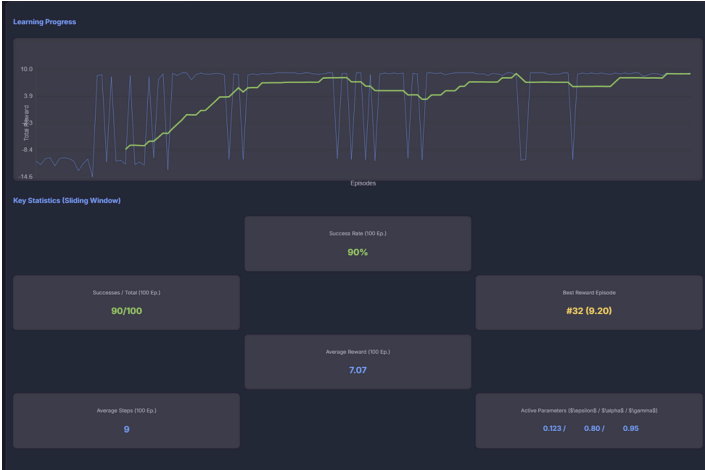 Learning Progress
10.0
3.9
Total Reward
-8.4
-14.6
Episodes
Key Statistics (Sliding Window)
Success Rate (100 Ep.)
90%
Successes / Total (100 Ep.)
90/100
Best Reward Episode
#32 (9.20)
Average Reward (100 Ep.)
7.07
Average Steps (100 Ep.)
9
Active Parameters ($\epsilon$ / $\alpha$ / $\gamma$)
0.123 / 0.80 / 0.95